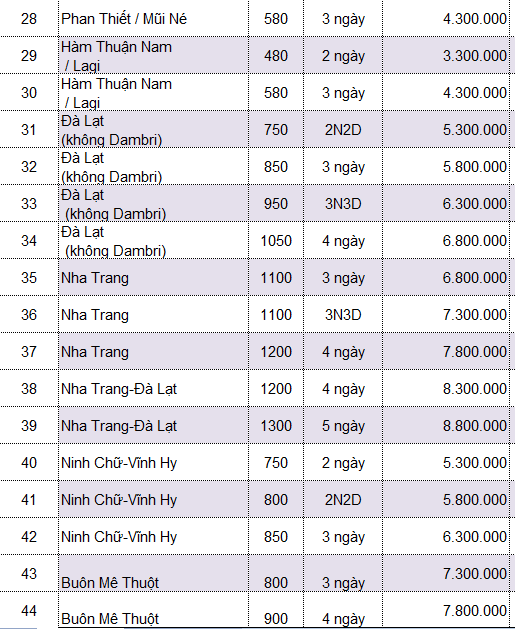 28 Phan Thiết / Mũi Né 580 3 ngày 4.300.000
29 Hàm Thuận Nam
/ Lagi 480 2 ngày 3.300.000
30 Hàm Thuận Nam
/ Lagi 580 3 ngày 4.300.000
31 Đà Lạt
(không Dambri) 750 2N2D 5.300.000
32 Đà Lạt
(không Dambri) 850 3 ngày 5.800.000
33 Đà Lạt
(không Dambri) 950 3N3D 6.300.000
34 Đà Lạt
(không Dambri) 1050 4 ngày 6.800.000
35 Nha Trang 1100 3 ngày 6.800.000
36 Nha Trang 1100 3N3D 7.300.000
37 Nha Trang 1200 4 ngày 7.800.000
38 Nha Trang-Đà Lạt 1200 4 ngày 8.300.000
39 Nha Trang-Đà Lạt 1300 5 ngày 8.800.000
40 Ninh Chữ-Vĩnh Hy 750 2 ngày 5.300.000
41 Ninh Chữ-Vĩnh Hy 800 2N2D 5.800.000
42 Ninh Chữ-Vĩnh Hy 850 3 ngày 6.300.000
43 Buôn Mê Thuột 800 3 ngày 7.300.000
44 Buôn Mê Thuột 900 4 ngày 7.800.000